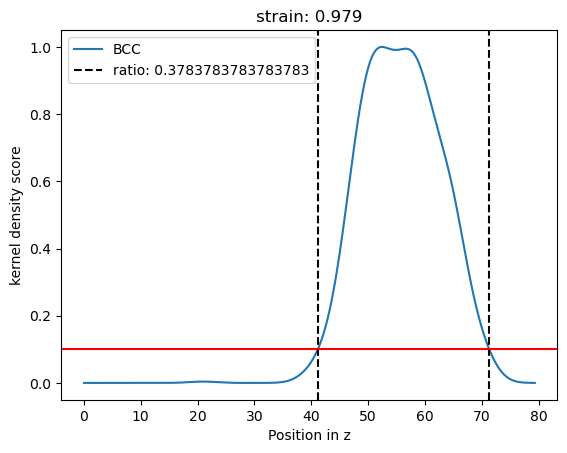 strain: 0.979
BCC
ratio: 0.3783783783783783
kernel density score
1.0
0.8
0.6
0.4
0.2
0.0
0 10 20 30 40 50 60 70 80
Position in z